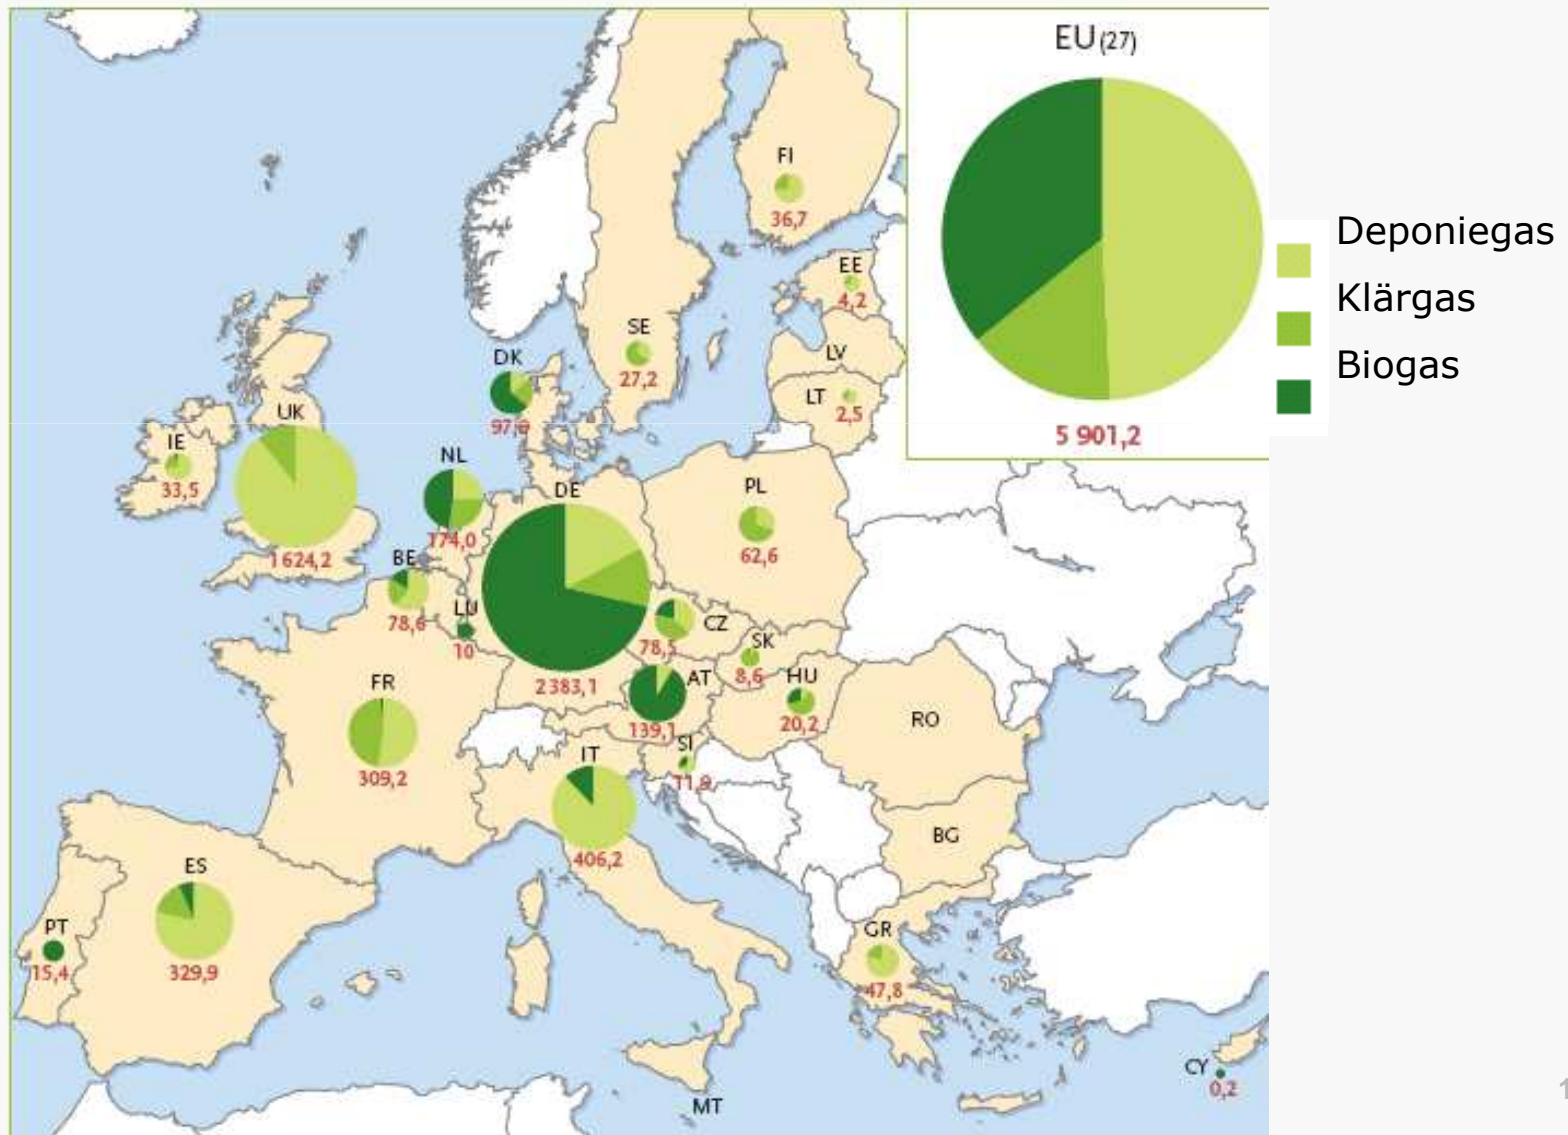 EU(27)
5 901,2
Deponiegas
Klärgas
Biogas
FI
36,7
EE
4,2
SE
27,2
LV
DK
LT
2,5
UK
1 624,2
IE
33,5
NL
174,0
DE
2 383,1
PL
62,6
BE
78,6
LU
10
CZ
78,5
SK
8,6
FR
309,2
AT
139,1
HU
20,2
RO
SI
IT
406,2
BG
ES
329,9
PT
15,4
GR
47,8
CY
0,2
MT
1